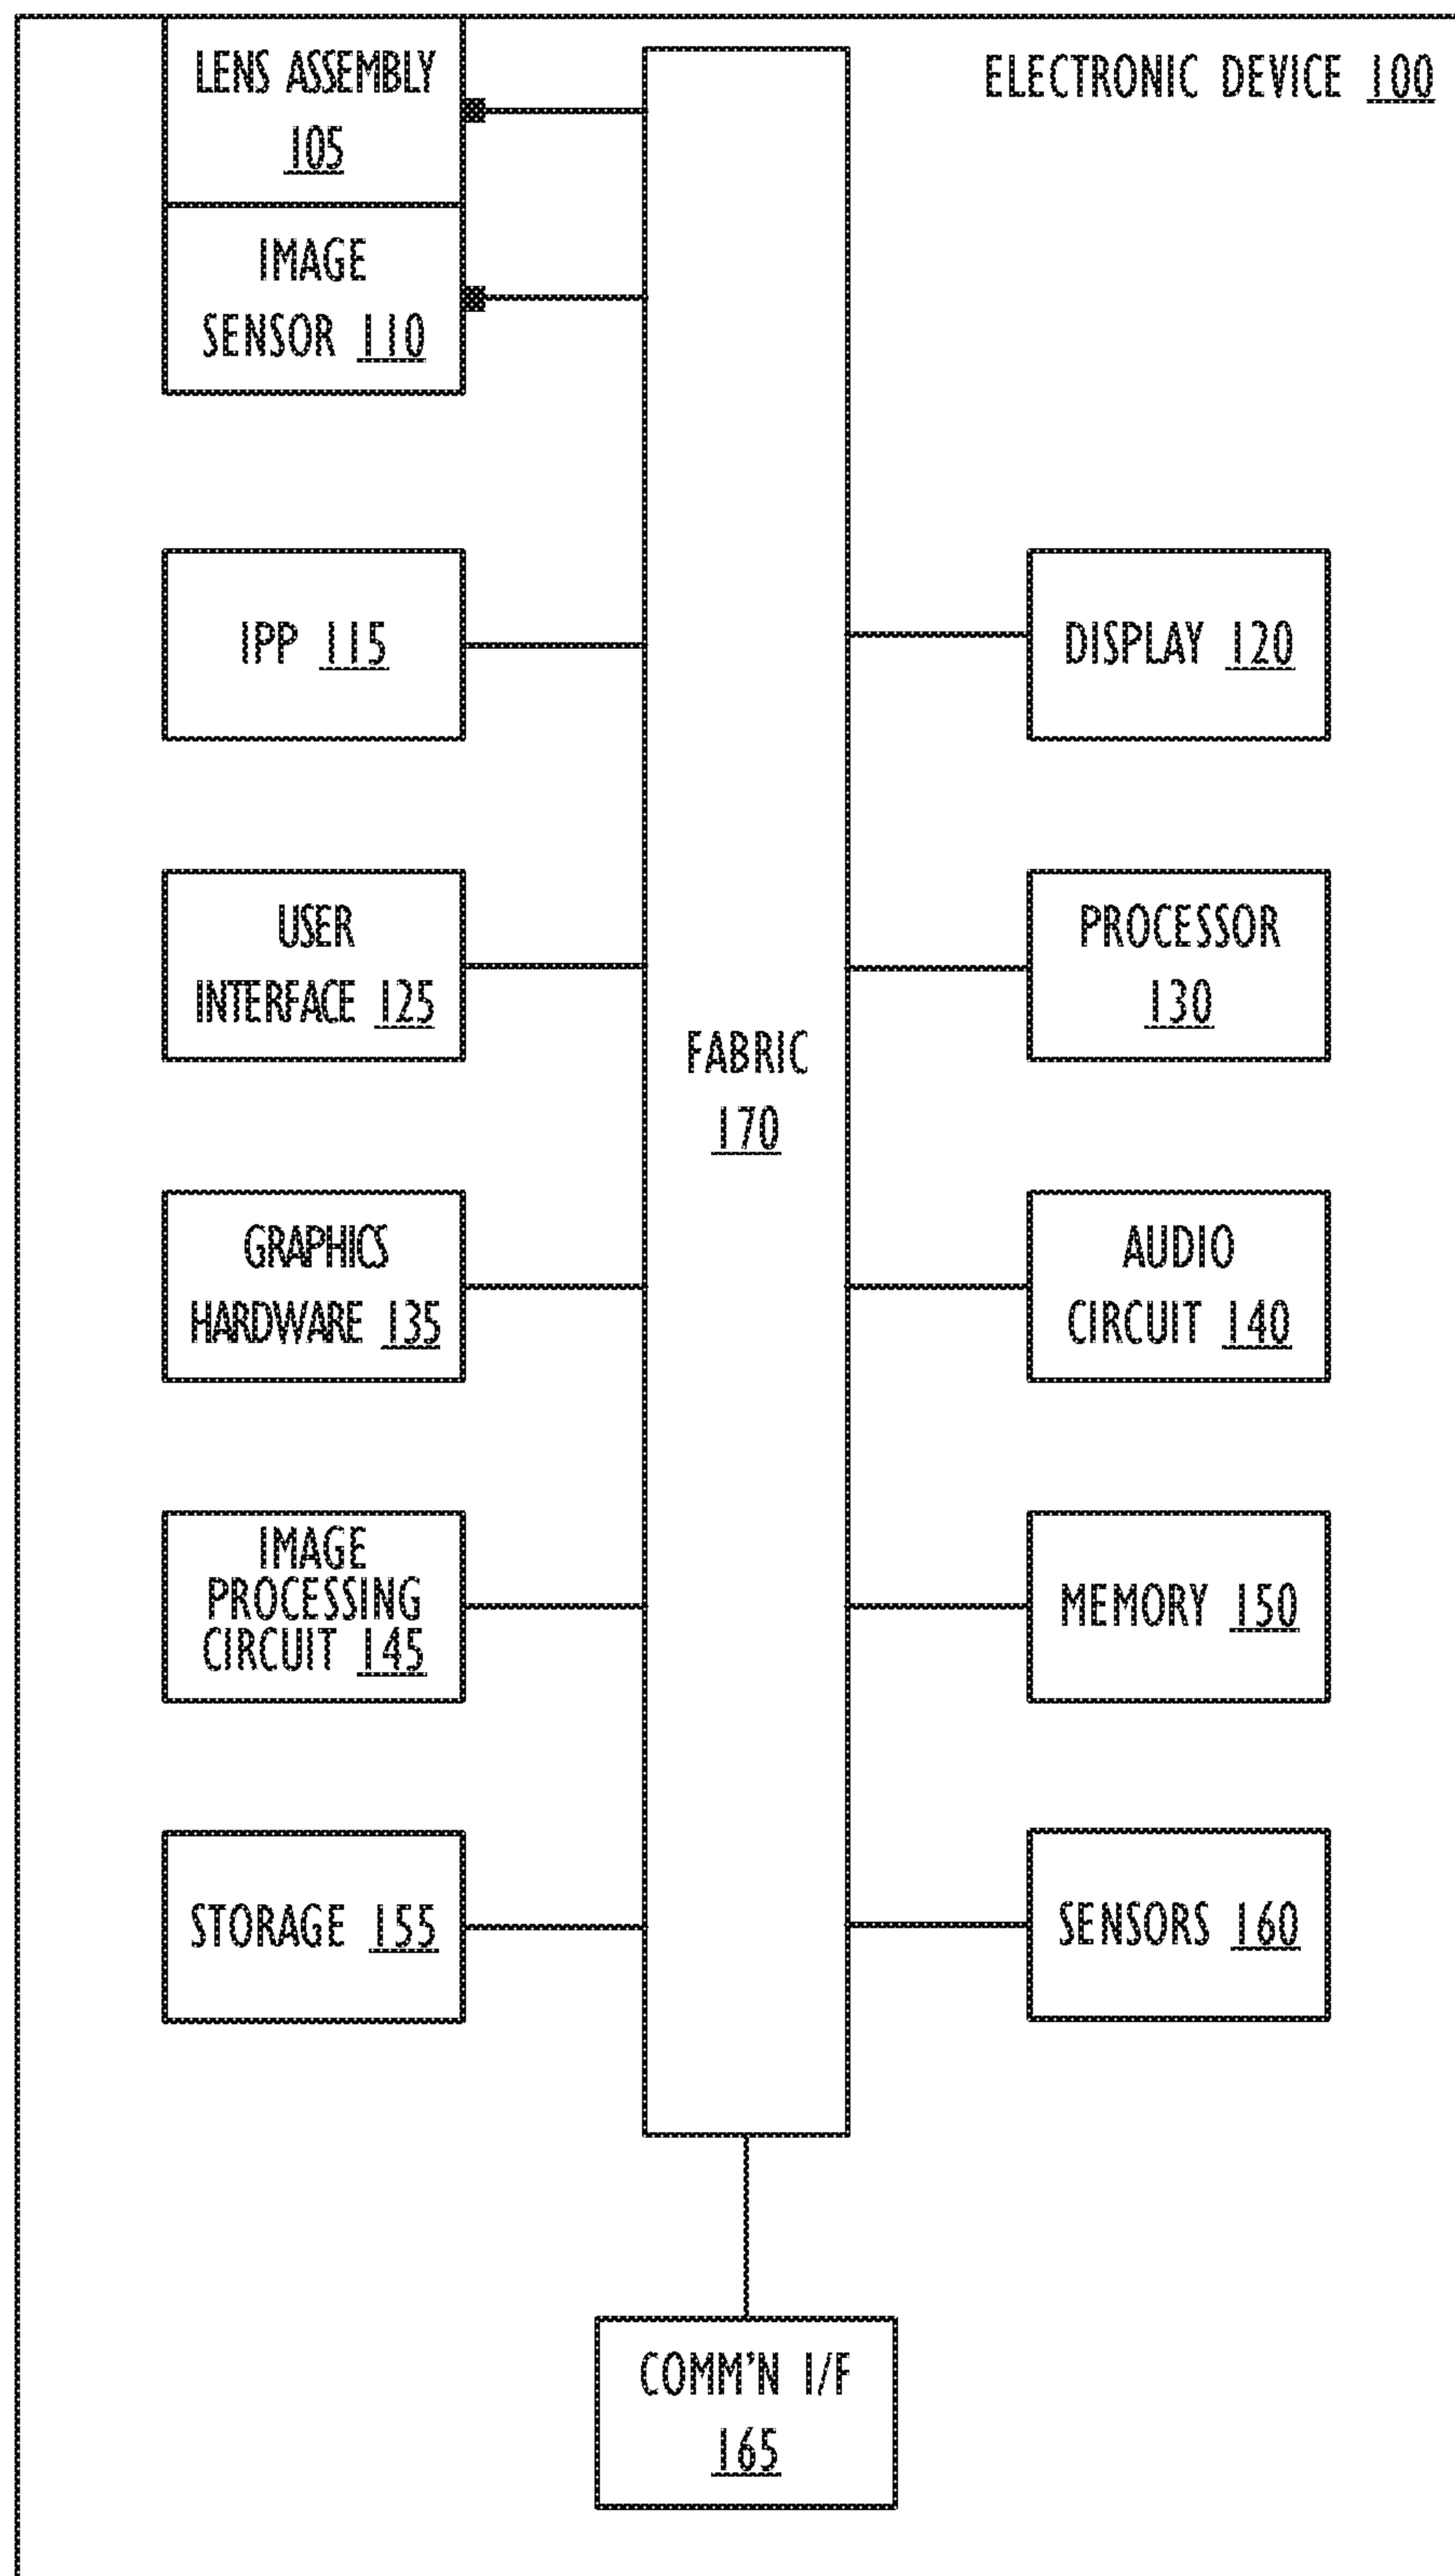 LENS ASSEMBLY
105
ELECTRONIC DEVICE 100
IMAGE
SENSOR 110
IPP 115
DISPLAY 120
USER
INTERFACE 125
PROCESSOR
130
FABRIC
170
GRAPHICS
HARDWARE 135
AUDIO
CIRCUIT 140
IMAGE
PROCESSING
CIRCUIT 145
MEMORY 150
STORAGE 155
SENSORS 160
COMM'N I/F
165